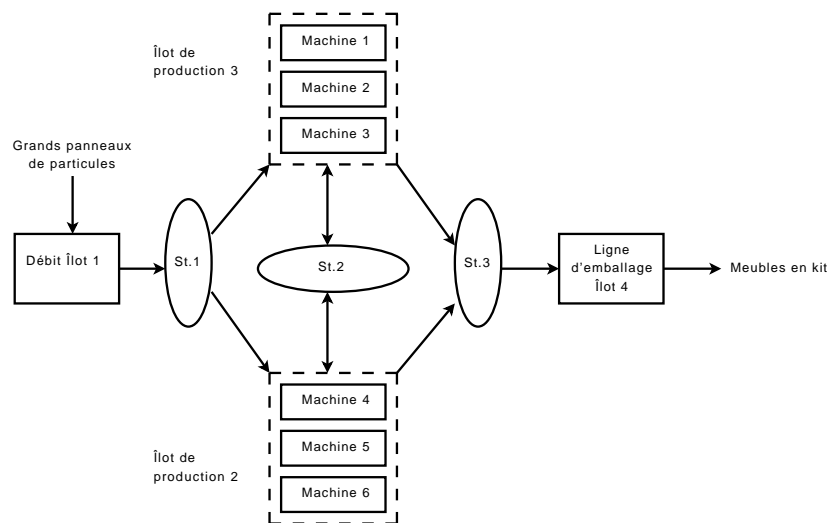 Îlot de
production 3
Machine 1
Machine 2
Machine 3
Grands panneaux
de particules
Débit Îlot 1
St.1
St.2
St.3
Ligne
d'emballage
Îlot 4
Meubles en kit
Machine 4
Machine 5
Machine 6
Îlot de
production 2